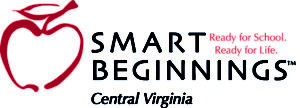 SMART
Ready for School.
Ready for Life.
BEGINNINGS™
Central Virginia